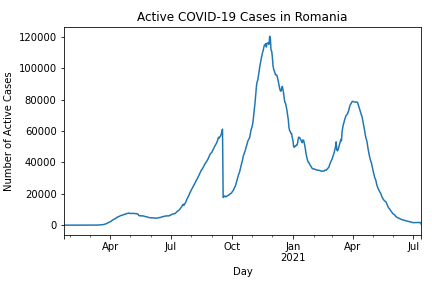 Active COVID-19 Cases in Romania
120000
100000
80000
60000
40000
20000
0
Number of Active Cases
Apr Jul Oct Jan Apr Jul
2021
Day